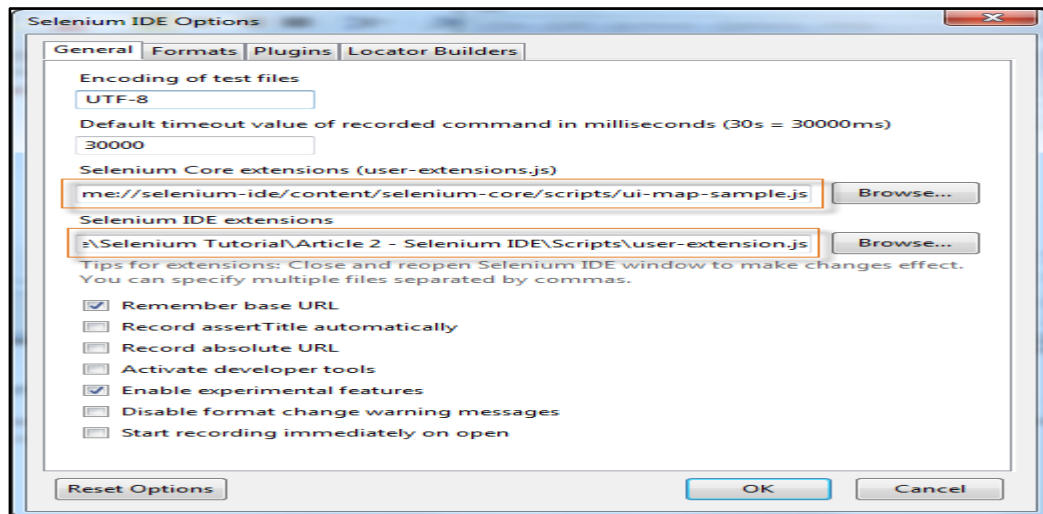 Selenium IDE Options
General Formats Plugins Locator Builders
Encoding of test files
UTF-8
Default timeout value of recorded command in milliseconds (30s = 30000ms)
30000
Selenium Core extensions (user-extensions.js)
me://selenium-ide/content/selenium-core/scripts/ui-map-sample.js Browse...
Selenium IDE extensions
:\Selenium Tutorial\Article 2 - Selenium IDE\Scripts\user-extension.js Browse...
Tips for extensions: Close and reopen Selenium IDE window to make changes effect.
You can specify multiple files separated by commas.
Remember base URL
Record assertTitle automatically
Record absolute URL
Activate developer tools
Enable experimental features
Disable format change warning messages
Start recording immediately on open
Reset Options OK Cancel